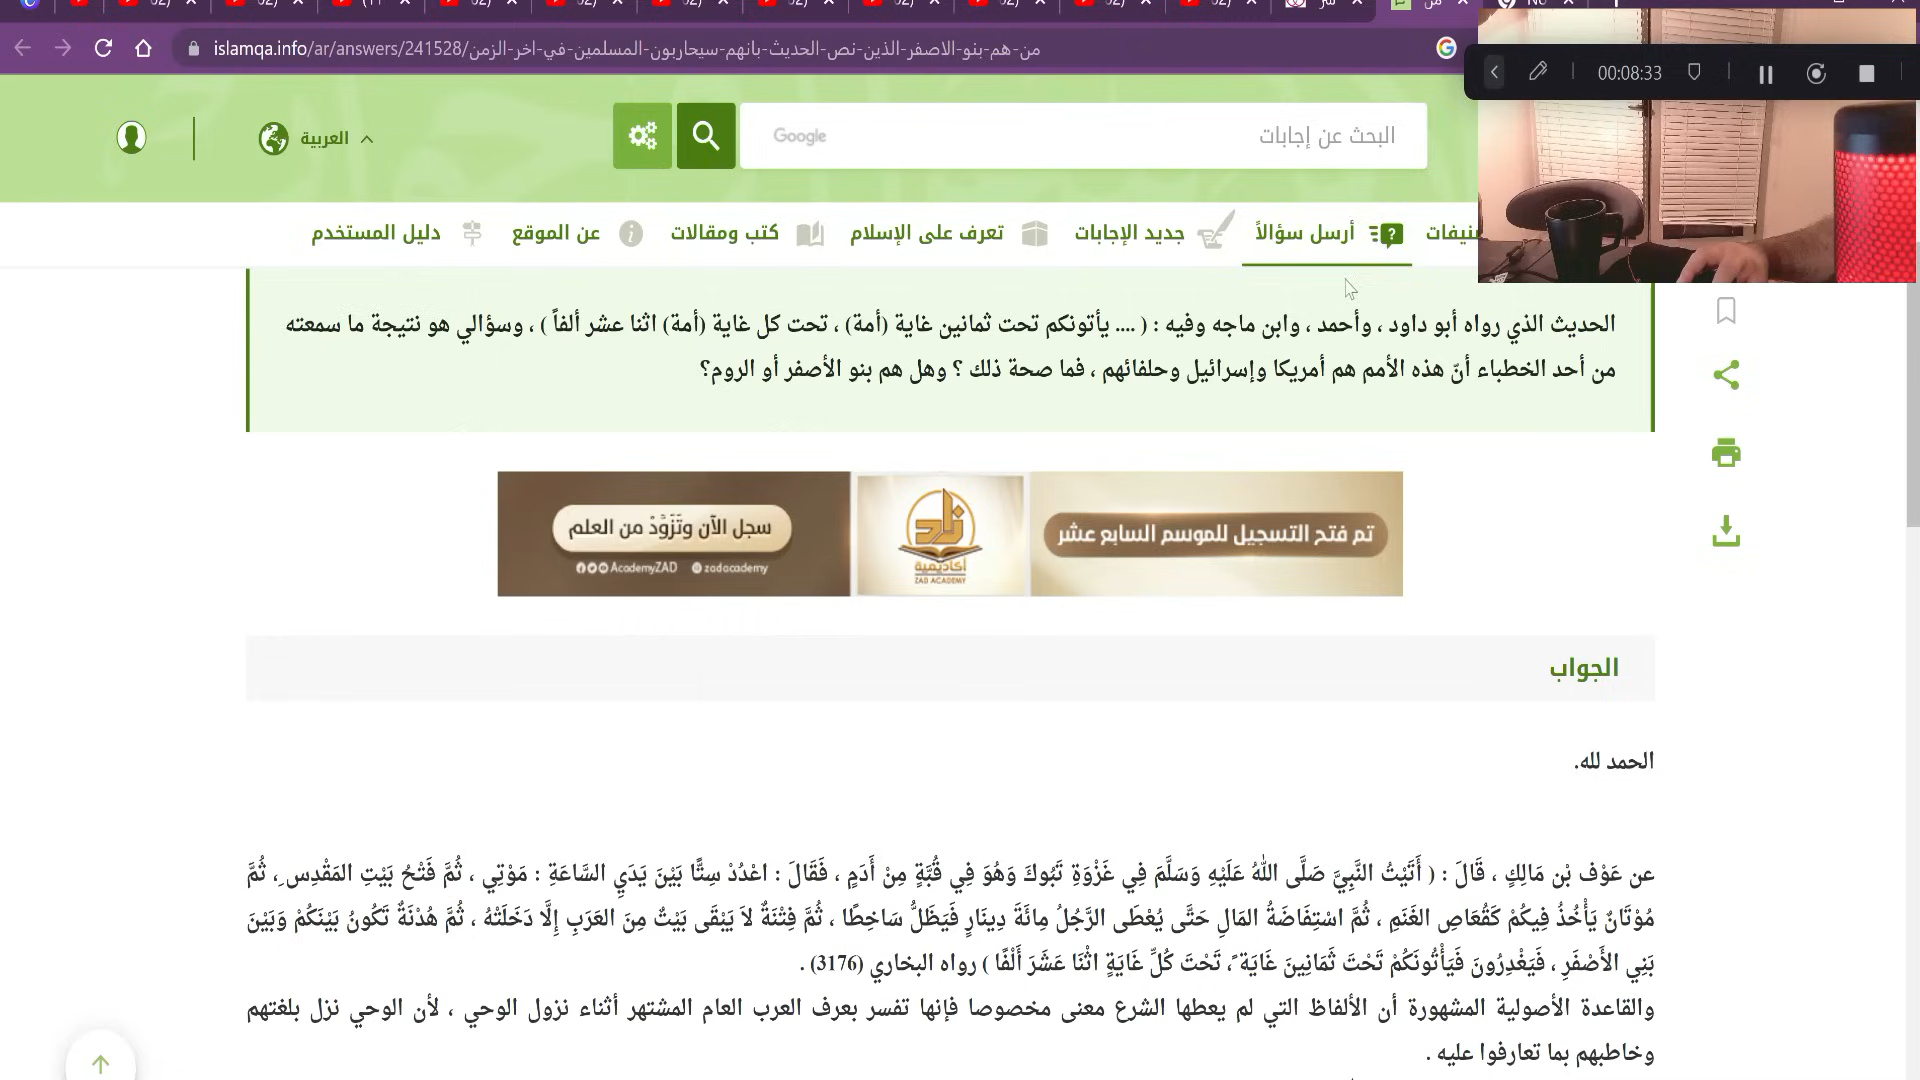 islamqa.info/ar/answers/241528/من-هم-بنو-الاصفر-الذين-نص-الحديث-بانهم-سيحاربون-المسلمين-في-اخر-الزمن
00:08:33
العربية
Google
البحث عن إجابات
أرسل سؤالاً
جديد الإجابات
تعرف على الإسلام
كتب ومقالات
عن الموقع
دليل المستخدم
الحديث الذي رواه أبو داود ، وأحمد ، وابن ماجه وفيه : ( .... يأتونكم تحت ثمانين غاية (أمة) ، تحت كل غاية (أمة) اثنا عشر ألفاً ) ، وسؤالي هو نتيجة ما سمعته
من أحد الخطباء أنّ هذه الأمم هم أمريكا وإسرائيل وحلفائهم ، فما صحة ذلك ؟ وهل هم بنو الأصفر أو الروم؟
تم فتح التسجيل للموسم السابع عشر
زاد
أكاديمية
ZAD ACADEMY
سجل الآن وتَزَوَّدْ من العلم
AcademyZAD zadacademy
الجواب
الحمد لله.
عن عَوْف بْن مَالِكٍ ، قَالَ : ( أَتَيْتُ النَّبِيَّ صَلَّى اللهُ عَلَيْهِ وَسَلَّمَ فِي غَزْوَةِ تَبُوكَ وَهُوَ فِي قُبَّةٍ مِنْ أَدَمٍ ، فَقَالَ : اعْدُدْ سِتًّا بَيْنَ يَدَيِ السَّاعَةِ : مَوْتِي ، ثُمَّ فَتْحُ بَيْتِ المَقْدِس ِ، ثُمَّ
مُوْتَانٌ يَأْخُذُ فِيكُمْ كَقُعَاصِ الغَنَمِ ، ثُمَّ اسْتِفَاضَةُ المَالِ حَتَّى يُعْطَى الرَّجُلُ مِائَةَ دِينَارٍ فَيَظَلُّ سَاخِطًا ، ثُمَّ فِتْنَةٌ لاَ يَبْقَى بَيْتٌ مِنَ العَرَبِ إِلَّا دَخَلَتْهُ ، ثُمَّ هُدْنَةٌ تَكُونُ بَيْنَكُمْ وَبَيْنَ
بَنِي الأَصْفَرِ ، فَيَغْدِرُونَ فَيَأْتُونَكُمْ تَحْتَ ثَمَانِينَ غَايَة ً، تَحْتَ كُلِّ غَايَةٍ اثْنَا عَشَرَ أَلْفًا ) رواه البخاري (3176) .
والقاعدة الأصولية المشهورة أن الألفاظ التي لم يعطها الشرع معنى مخصوصا فإنها تفسر بعرف العرب العام المشتهر أثناء نزول الوحي ، لأن الوحي نزل بلغتهم
وخاطبهم بما تعارفوا عليه .